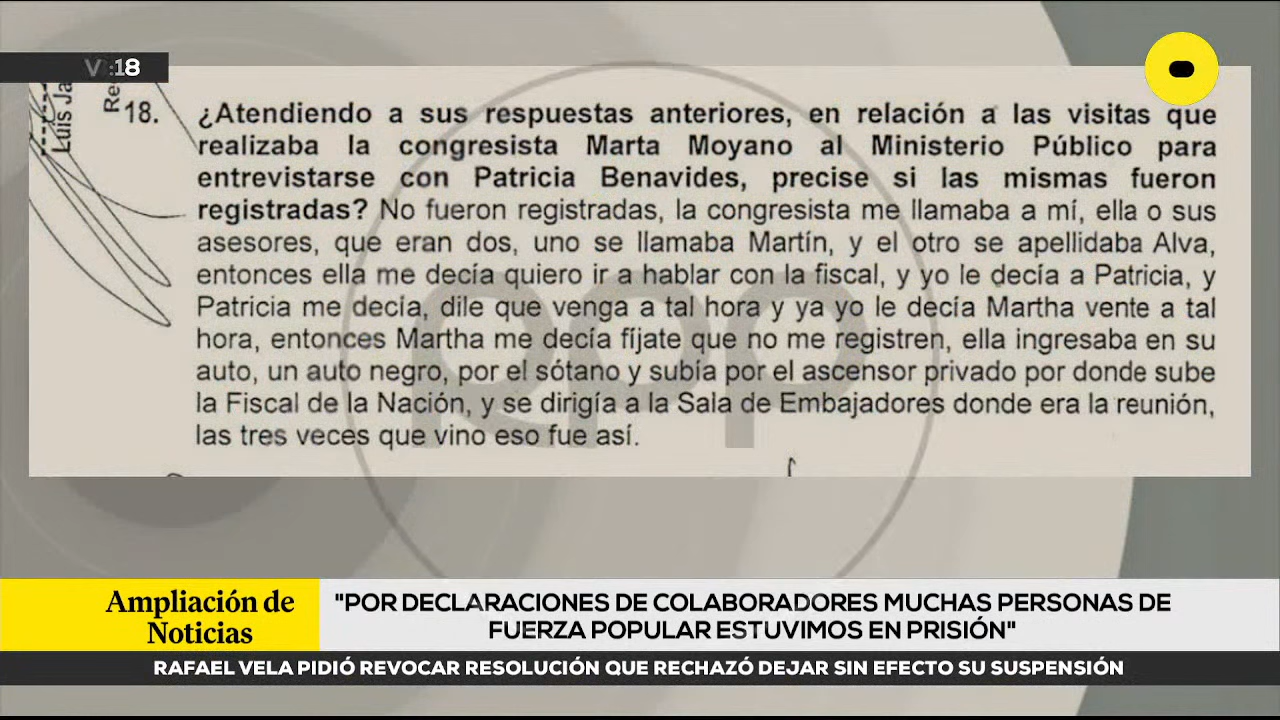 V :18
Luis Ja
Re
18. ¿Atendiendo a sus respuestas anteriores, en relación a las visitas que
realizaba la congresista Marta Moyano al Ministerio Público para
entrevistarse con Patricia Benavides, precise si las mismas fueron
registradas? No fueron registradas, la congresista me llamaba a mí, ella o sus
asesores, que eran dos, uno se llamaba Martín, y el otro se apellidaba Alva,
entonces ella me decía quiero ir a hablar con la fiscal, y yo le decía a Patricia, y
Patricia me decía, dile que venga a tal hora y ya yo le decía Martha vente a tal
hora, entonces Martha me decía fíjate que no me registren, ella ingresaba en su
auto, un auto negro, por el sótano y subía por el ascensor privado por donde sube
la Fiscal de la Nación, y se dirigía a la Sala de Embajadores donde era la reunión,
las tres veces que vino eso fue así.
rpp
Ampliación de
Noticias
"POR DECLARACIONES DE COLABORADORES MUCHAS PERSONAS DE
FUERZA POPULAR ESTUVIMOS EN PRISIÓN"
RAFAEL VELA PIDIÓ REVOCAR RESOLUCIÓN QUE RECHAZÓ DEJAR SIN EFECTO SU SUSPENSIÓN